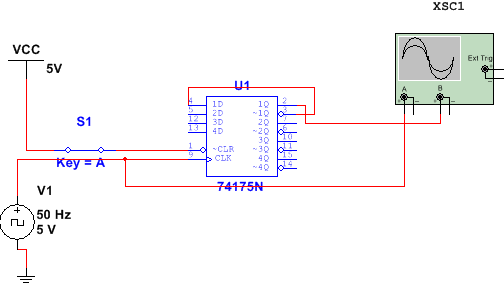 XSC1
VCC
5V
Ext Trig
A
B
U1
S1
Key = A
4
5
12
13
1
9
1D
2D
3D
4D
~CLR
CLK
1Q
~1Q
2Q
~2Q
3Q
~3Q
4Q
~4Q
2
3
7
6
10
11
15
14
74175N
V1
50 Hz
5 V